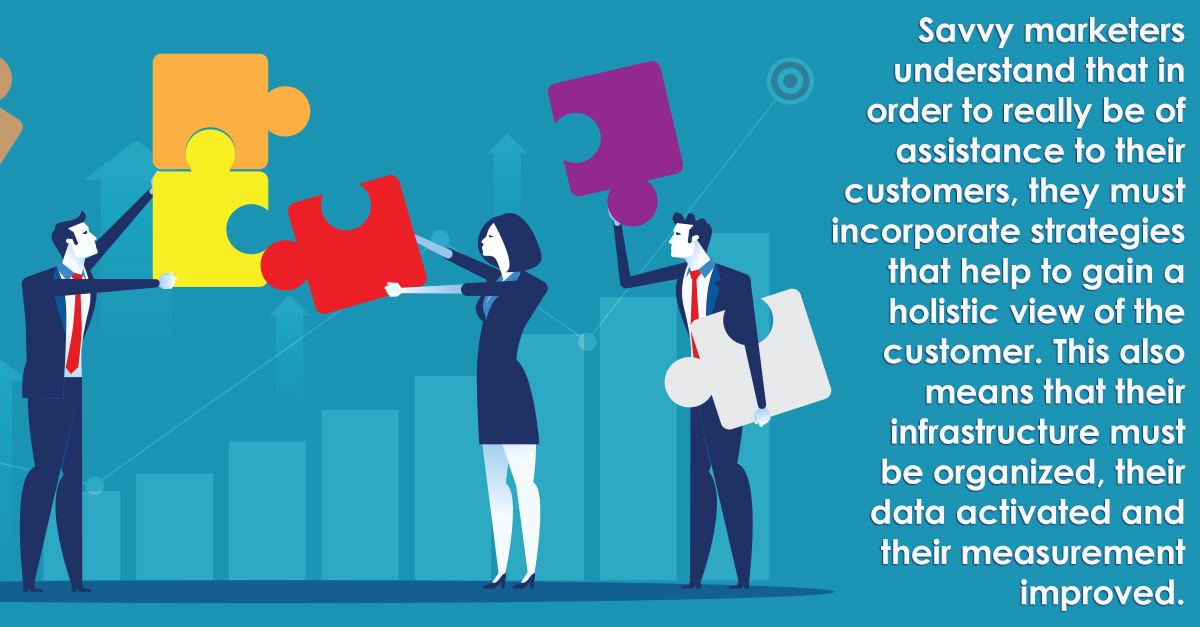 Savvy marketers
understand that in
order to really be of
assistance to their
customers, they must
incorporate strategies
that help to gain a
holistic view of the
customer. This also
means that their
infrastructure must
be organized, their
data activated and
their measurement
improved.